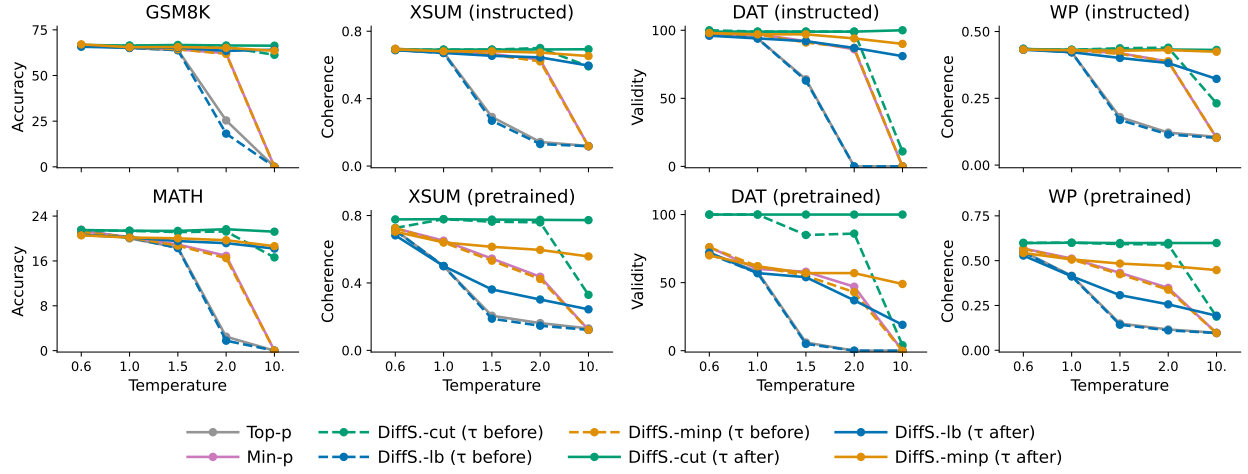 GSM8K
XSUM (instructed)
DAT (instructed)
WP (instructed)
Accuracy
75
50
25
0
Coherence
0.8
0.4
0.0
Validity
100
50
0
Coherence
0.50
0.25
0.00
MATH
XSUM (pretrained)
DAT (pretrained)
WP (pretrained)
Accuracy
24
16
8
0
Coherence
0.8
0.4
0.0
Validity
100
50
0
Coherence
0.75
0.50
0.25
0.00
0.6 1.0 1.5 2.0 10.
0.6 1.0 1.5 2.0 10.
0.6 1.0 1.5 2.0 10.
0.6 1.0 1.5 2.0 10.
Temperature
Temperature
Temperature
Temperature
Top-p
DiffS.-cut (τ before)
DiffS.-minp (τ before)
DiffS.-lb (τ after)
Min-p
DiffS.-lb (τ before)
DiffS.-cut (τ after)
DiffS.-minp (τ after)